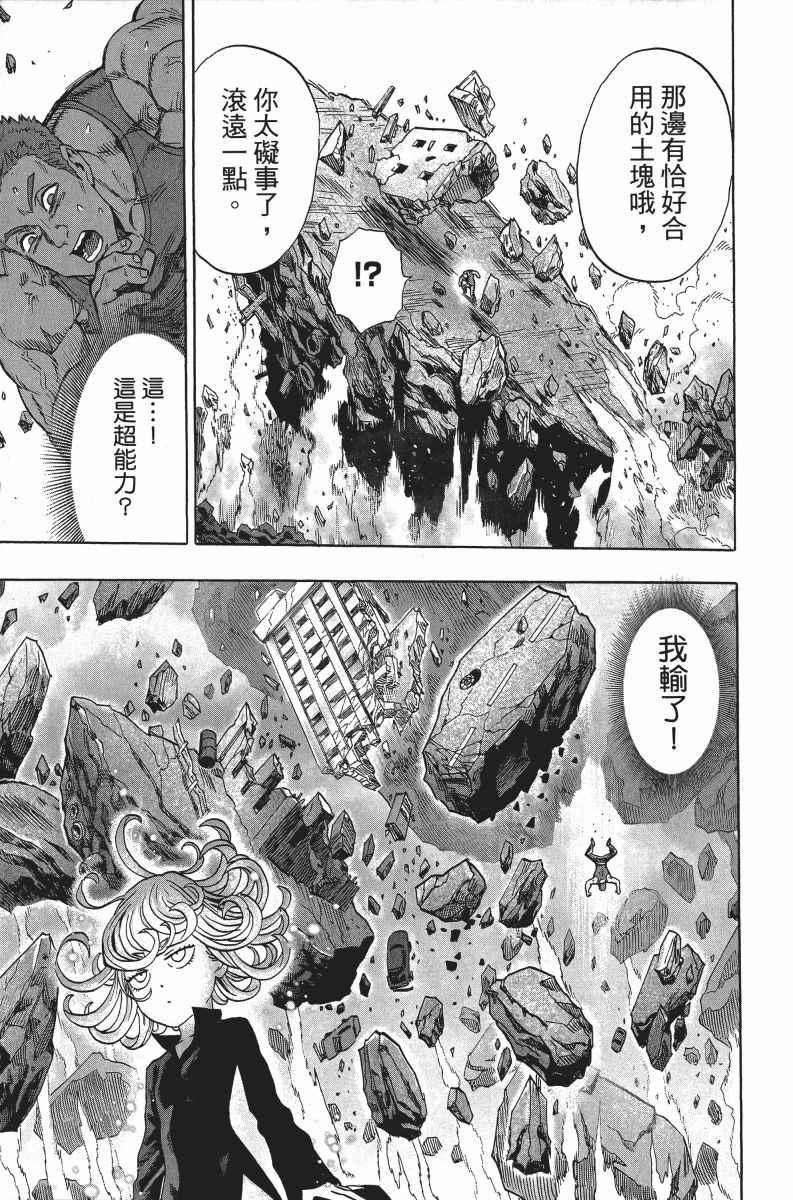 那邊有恰好合
用的土塊哦，
你太礙事了，
滾遠一點。
!?
這…！
這是超能力？
我輸了！